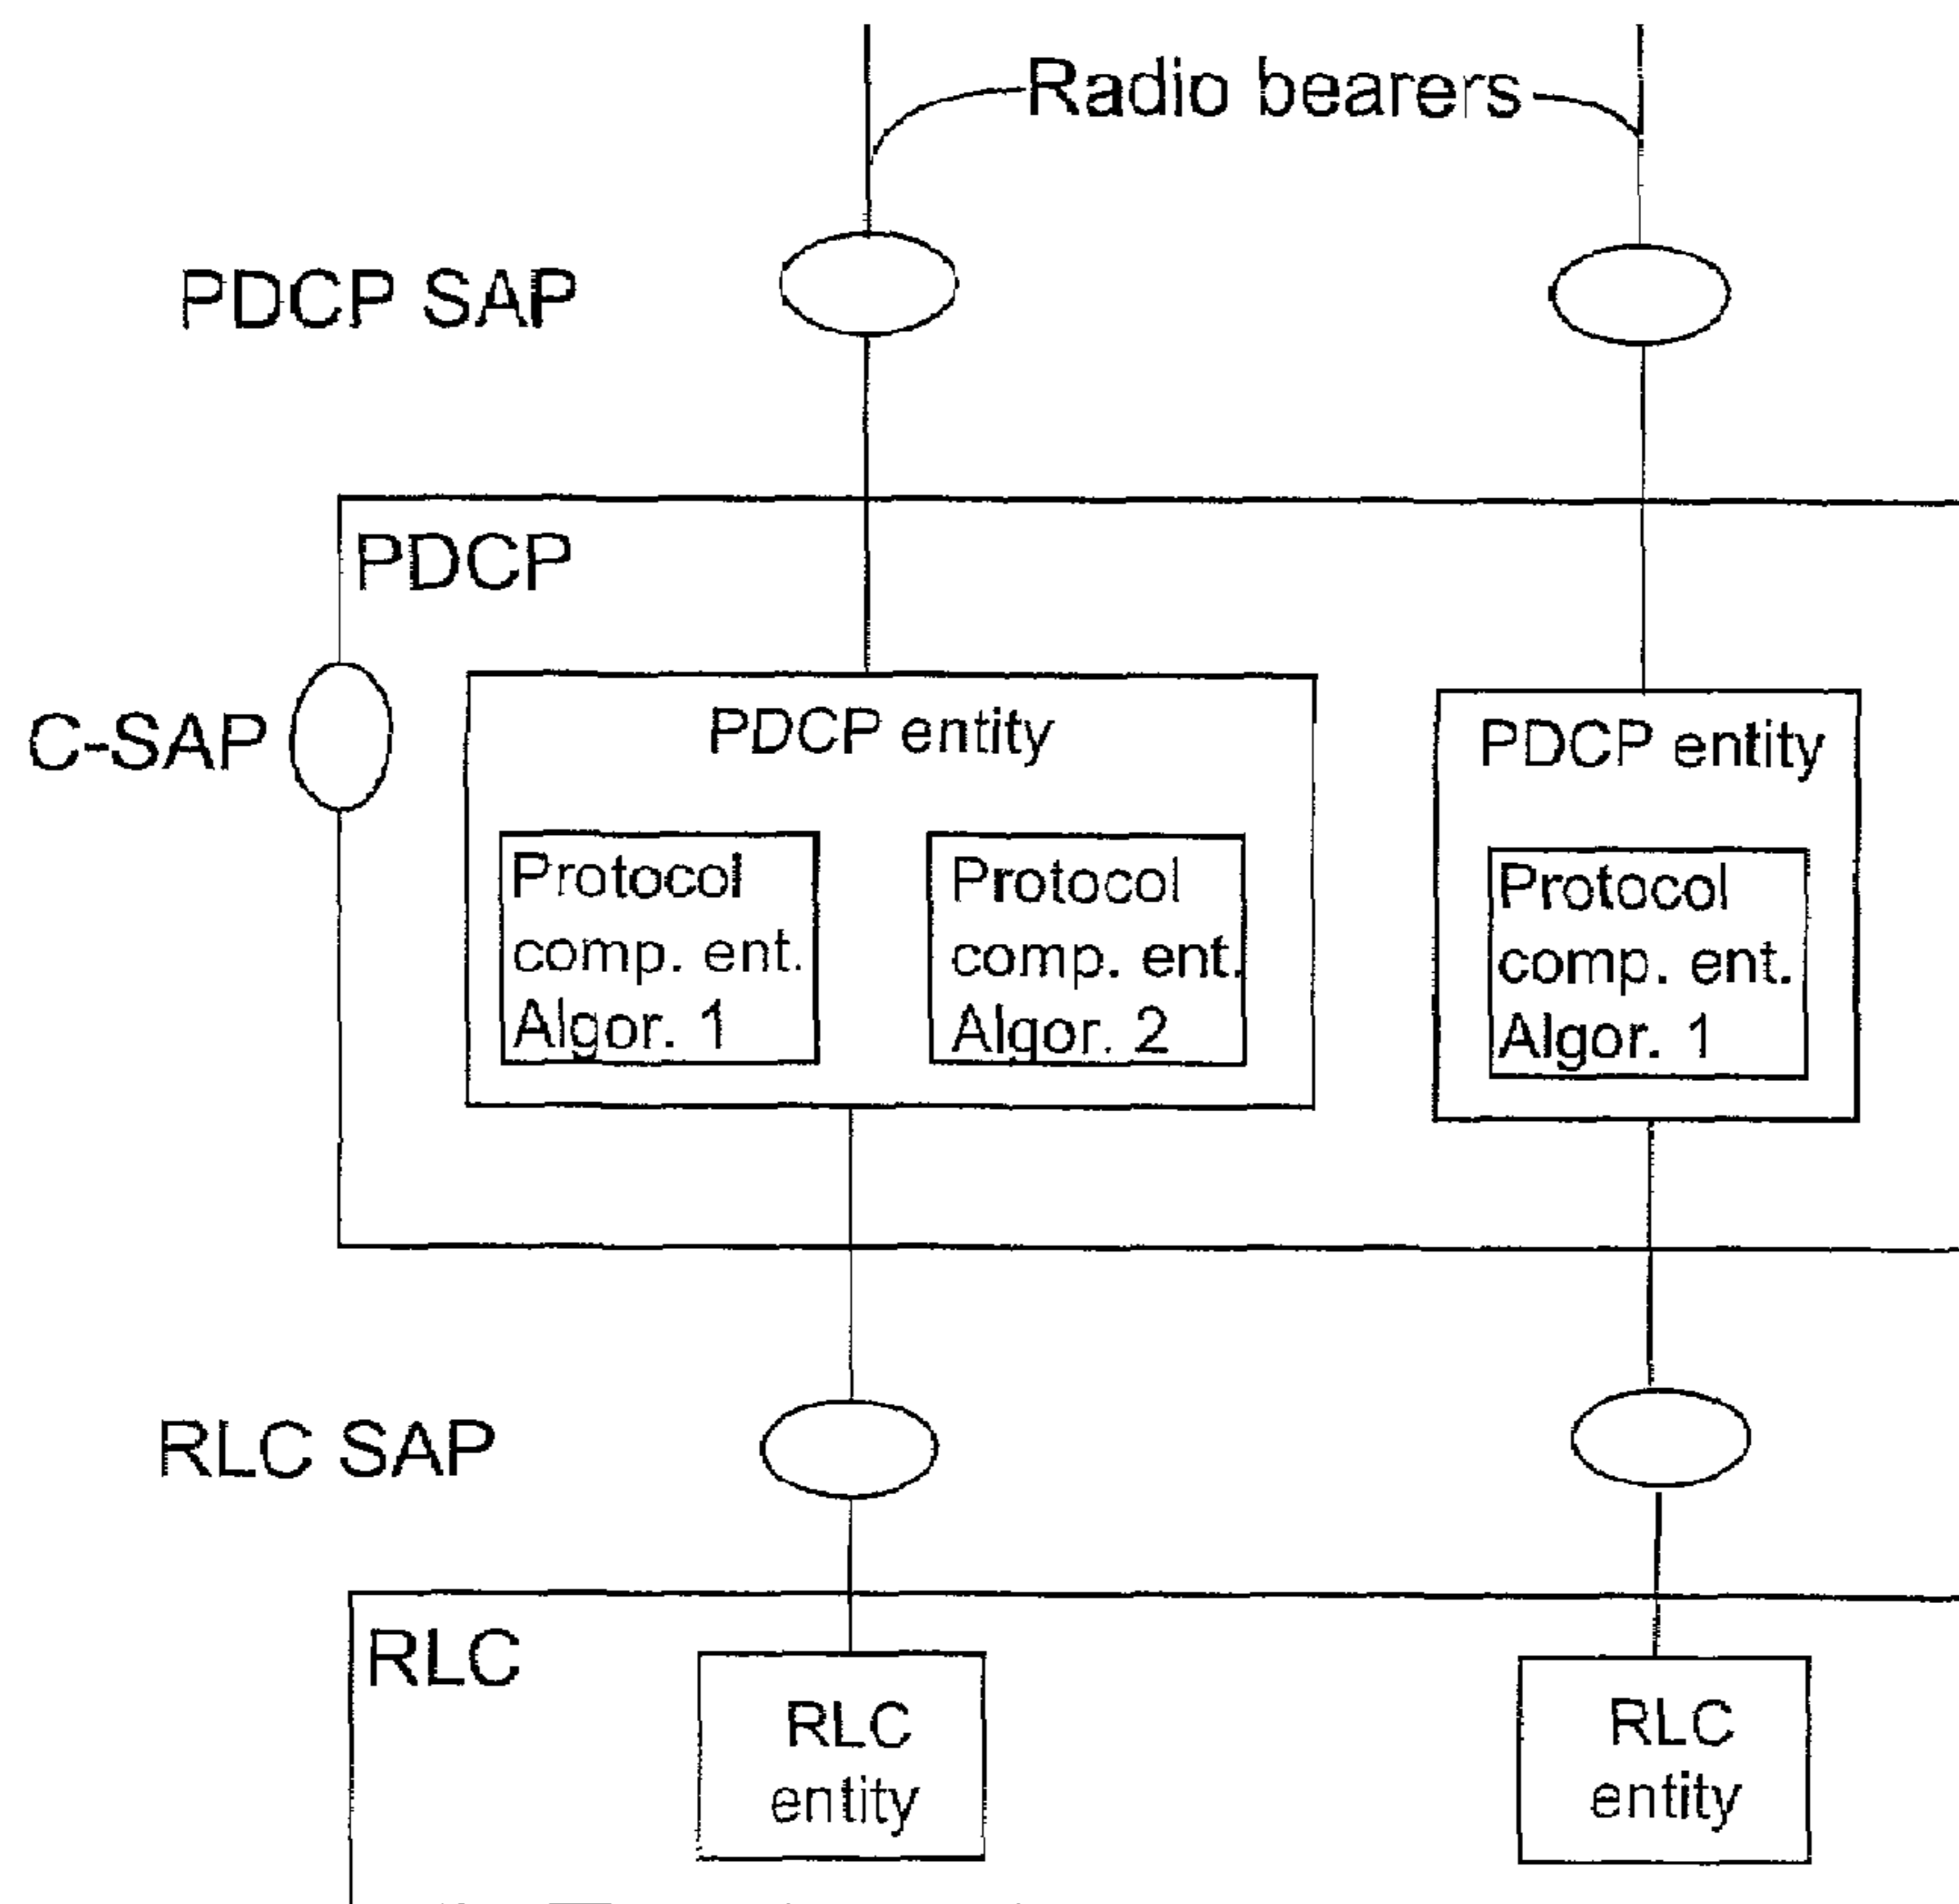 Radio bearers
PDCP SAP
PDCP
C-SAP
PDCP entity
Protocol
comp. ent.
Algor. 1
Protocol
comp. ent.
Algor. 2
PDCP entity
Protocol
comp. ent.
Algor. 1
RLC SAP
RLC
RLC
entity
RLC
entity